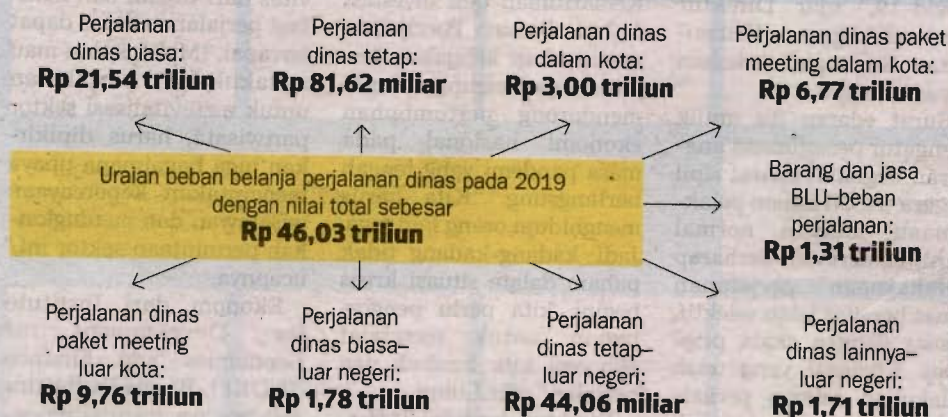 Perjalanan
dinas biasa:
Rp 21,54 triliun
Perjalanan
dinas tetap:
Rp 81,62 miliar
Perjalanan dinas
dalam kota:
Rp 3,00 triliun
Perjalanan dinas paket
meeting dalam kota:
Rp 6,77 triliun
Uraian beban belanja perjalanan dinas pada 2019
dengan nilai total sebesar
Rp 46,03 triliun
Barang dan jasa
BLU–beban
perjalanan:
Rp 1,31 triliun
Perjalanan dinas
paket meeting
luar kota:
Rp 9,76 triliun
Perjalanan
dinas biasa–
luar negeri:
Rp 1,78 triliun
Perjalanan
dinas tetap–
luar negeri:
Rp 44,06 miliar
Perjalanan
dinas lainnya–
luar negeri:
Rp 1,71 triliun